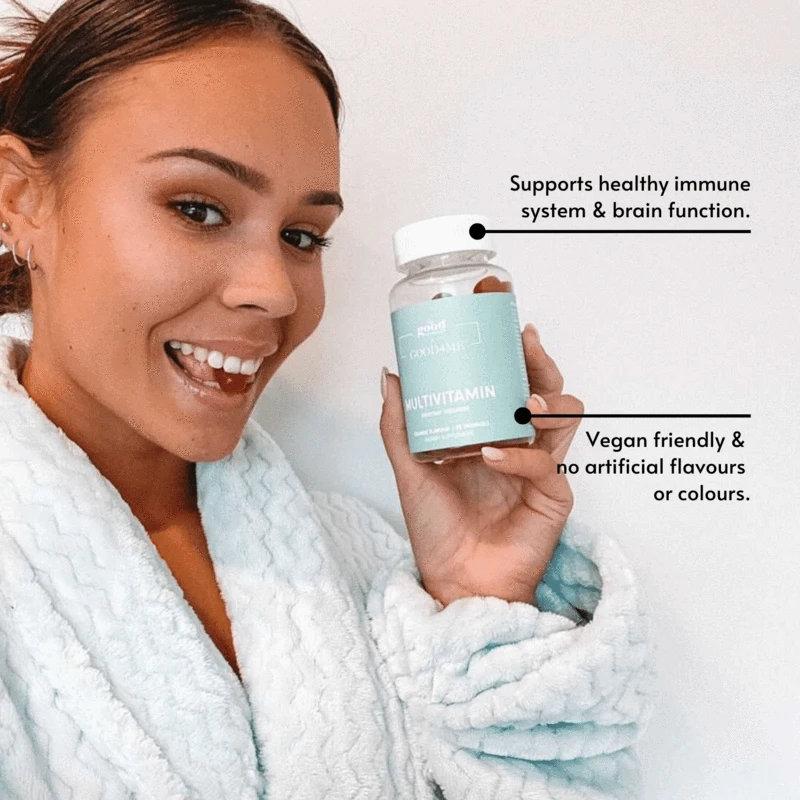 Supports healthy immune
system & brain function.
good
GOOD4ME
MULTIVITAMIN
Vegan friendly &
no artificial flavours
or colours.